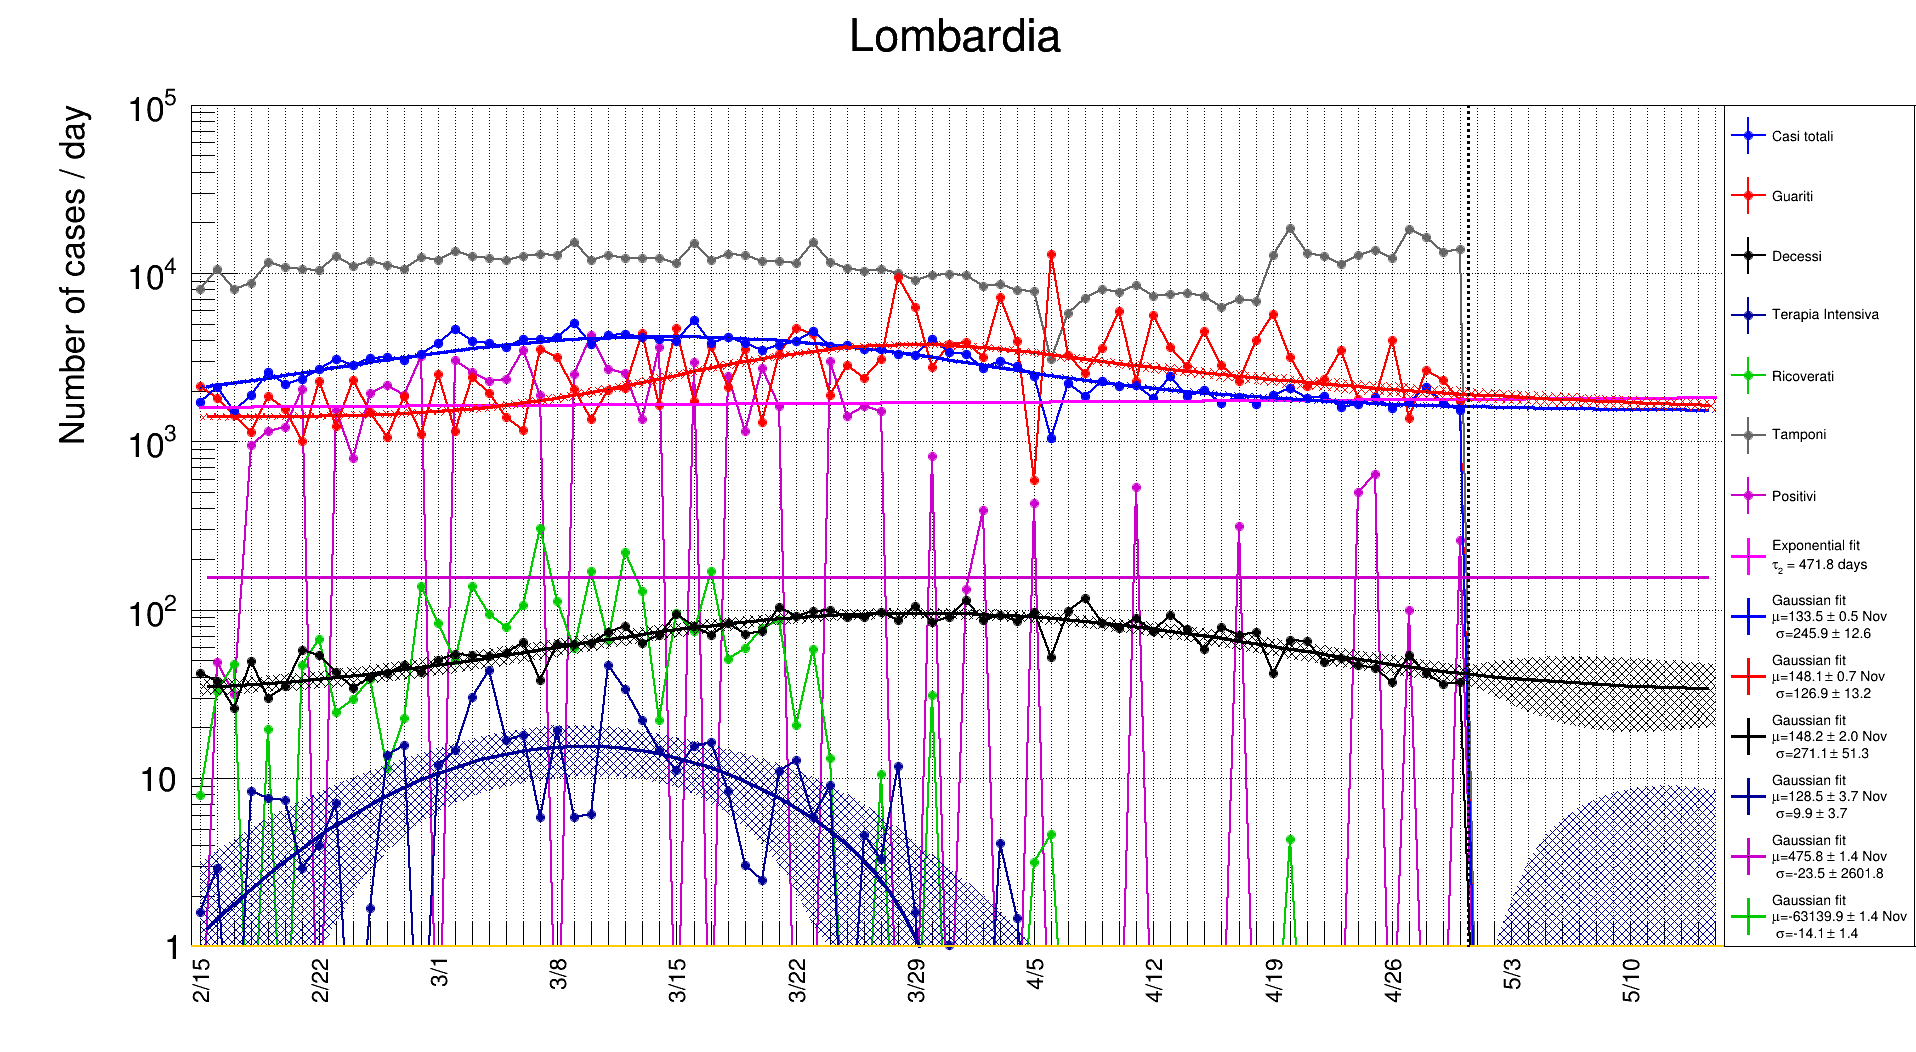 Lombardia
Number of cases / day
10^5
10^4
10^3
10^2
10
1
2/15
2/22
3/1
3/8
3/15
3/22
3/29
4/5
4/12
4/19
4/26
5/3
5/10
Casi totali
Guariti
Decessi
Terapia Intensiva
Ricoverati
Tamponi
Positivi
Exponential fit
τ₂ = 471.8 days
Gaussian fit
μ=133.5 ± 0.5 Nov
σ=245.9 ± 12.6
Gaussian fit
μ=148.1 ± 0.7 Nov
σ=126.9 ± 13.2
Gaussian fit
μ=148.2 ± 2.0 Nov
σ=271.1 ± 51.3
Gaussian fit
μ=128.5 ± 3.7 Nov
σ=9.9 ± 3.7
Gaussian fit
μ=475.8 ± 1.4 Nov
σ=-23.5 ± 2601.8
Gaussian fit
μ=-63139.9 ± 1.4 Nov
σ=-14.1 ± 1.4